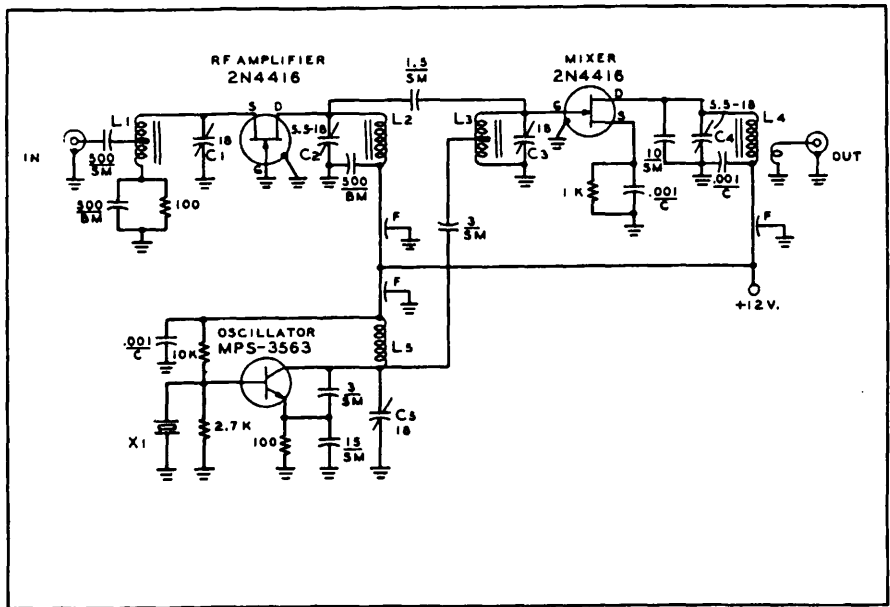 RF AMPLIFIER
2N4416
1.5
SM
MIXER
2N4416
IN
L1
500
SM
500
BM
100
18
C1
S
D
G
5.5-18
C2
500
BM
L2
L3
18
C3
G
D
S
1K
.001
C
10
SM
5.5-18
C4
.001
C
L4
OUT
F
F
3
SM
F
+12V.
.001
C
10K
OSCILLATOR
MPS-3563
L5
X1
2.7K
100
3
SM
15
SM
C5
18